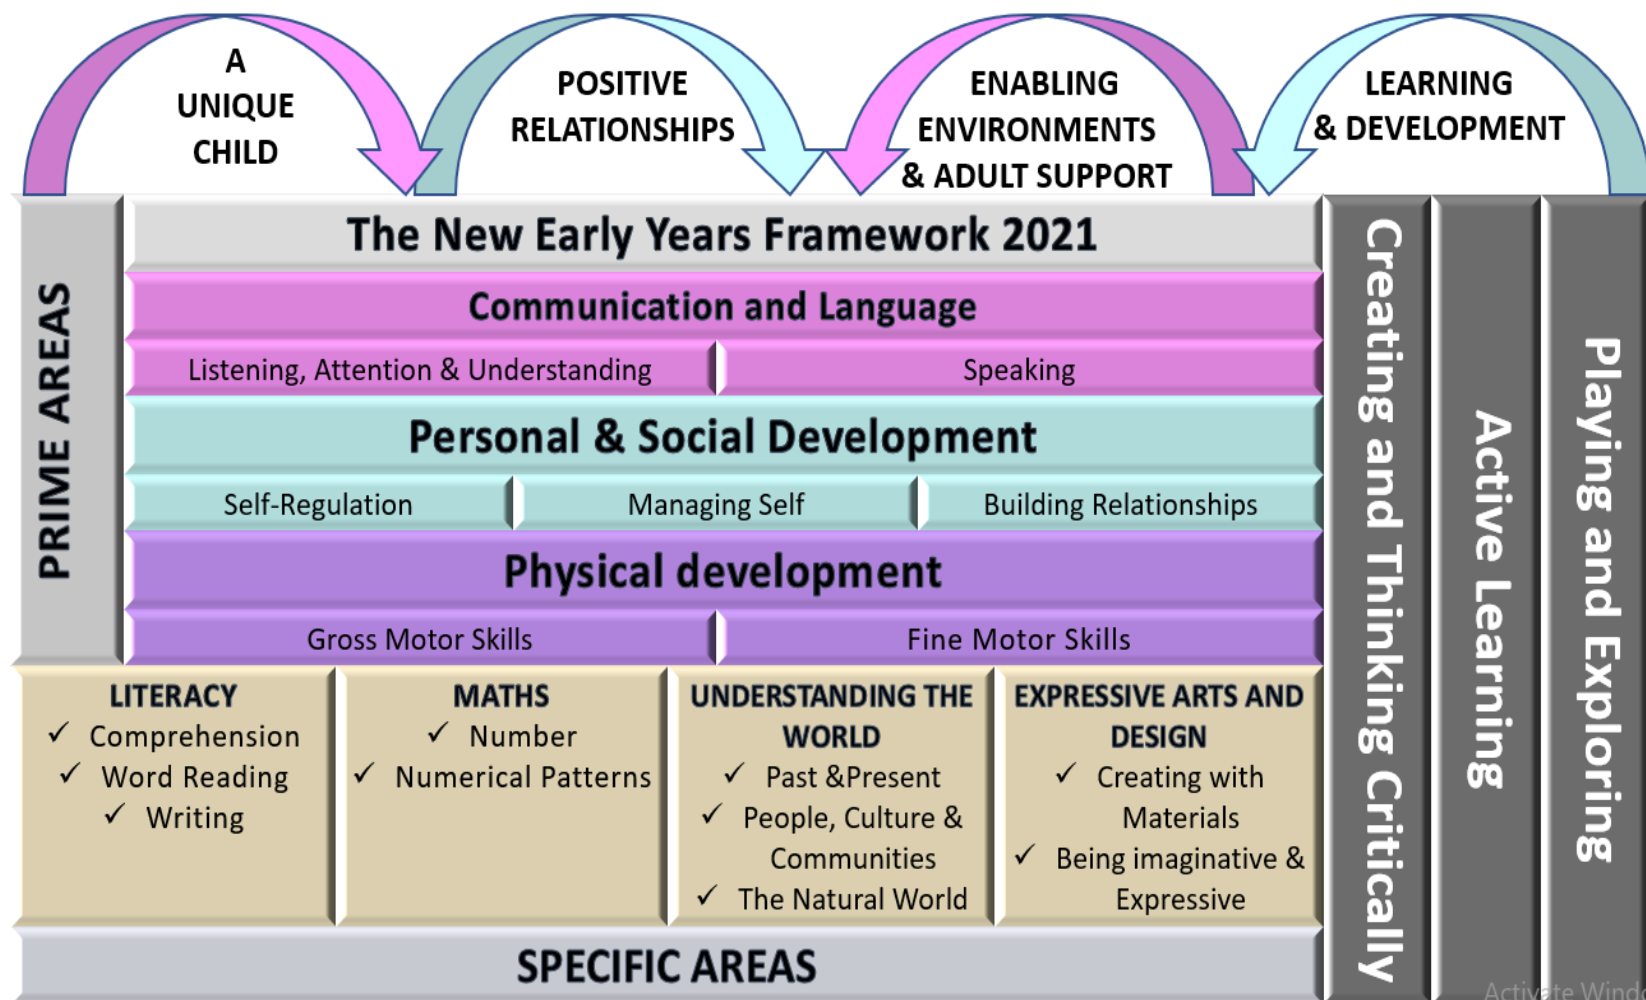 A
UNIQUE
CHILD
POSITIVE
RELATIONSHIPS
ENABLING
ENVIRONMENTS
& ADULT SUPPORT
LEARNING
& DEVELOPMENT
PRIME AREAS
The New Early Years Framework 2021
Communication and Language
Listening, Attention & Understanding
Speaking
Personal & Social Development
Self-Regulation
Managing Self
Building Relationships
Physical development
Gross Motor Skills
Fine Motor Skills
LITERACY
✓ Comprehension
✓ Word Reading
✓ Writing
MATHS
✓ Number
✓ Numerical Patterns
UNDERSTANDING THE
WORLD
✓ Past &Present
✓ People, Culture &
Communities
✓ The Natural World
EXPRESSIVE ARTS AND
DESIGN
✓ Creating with
Materials
✓ Being imaginative &
Expressive
SPECIFIC AREAS
Creating and Thinking Critically
Active Learning
Playing and Exploring
Activate